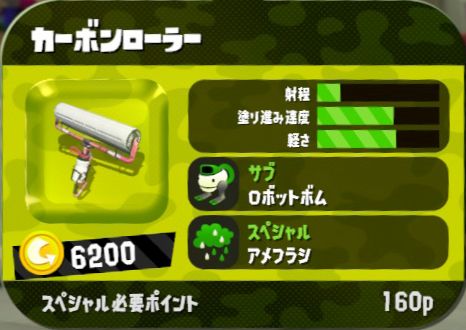 カーボンローラー
射程
塗り進み速度
軽さ
サブ
ロボットボム
スペシャル
アメフラシ
6200
スペシャル必要ポイント 160p